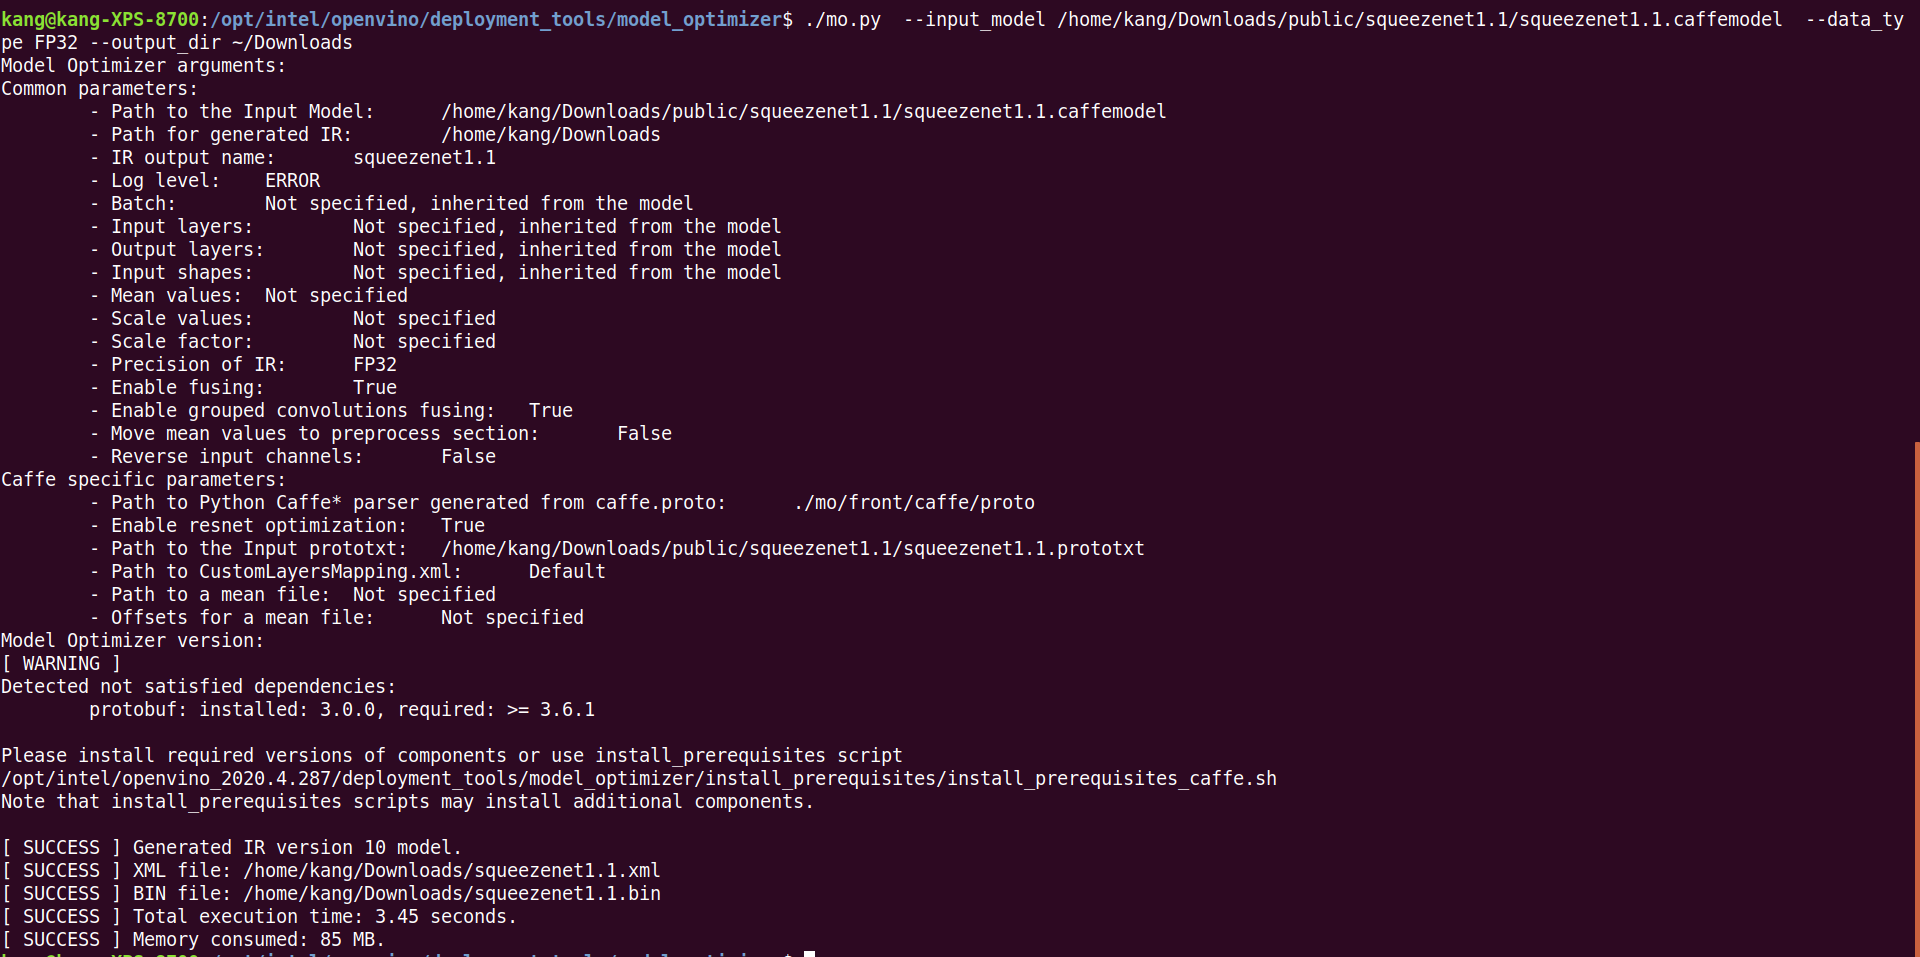 kang@kang-XPS-8700:/opt/intel/openvino/deployment_tools/model_optimizer$ ./mo.py  --input_model /home/kang/Downloads/public/squeezenet1.1/squeezenet1.1.caffemodel  --data_ty
pe FP32 --output_dir ~/Downloads
Model Optimizer arguments:
Common parameters:
        - Path to the Input Model:      /home/kang/Downloads/public/squeezenet1.1/squeezenet1.1.caffemodel
        - Path for generated IR:        /home/kang/Downloads
        - IR output name:       squeezenet1.1
        - Log level:    ERROR
        - Batch:        Not specified, inherited from the model
        - Input layers:         Not specified, inherited from the model
        - Output layers:        Not specified, inherited from the model
        - Input shapes:         Not specified, inherited from the model
        - Mean values:  Not specified
        - Scale values:         Not specified
        - Scale factor:         Not specified
        - Precision of IR:      FP32
        - Enable fusing:        True
        - Enable grouped convolutions fusing:   True
        - Move mean values to preprocess section:       False
        - Reverse input channels:       False
Caffe specific parameters:
        - Path to Python Caffe* parser generated from caffe.proto:      ./mo/front/caffe/proto
        - Enable resnet optimization:   True
        - Path to the Input prototxt:   /home/kang/Downloads/public/squeezenet1.1/squeezenet1.1.prototxt
        - Path to CustomLayersMapping.xml:      Default
        - Path to a mean file:  Not specified
        - Offsets for a mean file:      Not specified
Model Optimizer version:
[ WARNING ]
Detected not satisfied dependencies:
        protobuf: installed: 3.0.0, required: >= 3.6.1

Please install required versions of components or use install_prerequisites script
/opt/intel/openvino_2020.4.287/deployment_tools/model_optimizer/install_prerequisites/install_prerequisites_caffe.sh
Note that install_prerequisites scripts may install additional components.

[ SUCCESS ] Generated IR version 10 model.
[ SUCCESS ] XML file: /home/kang/Downloads/squeezenet1.1.xml
[ SUCCESS ] BIN file: /home/kang/Downloads/squeezenet1.1.bin
[ SUCCESS ] Total execution time: 3.45 seconds.
[ SUCCESS ] Memory consumed: 85 MB.